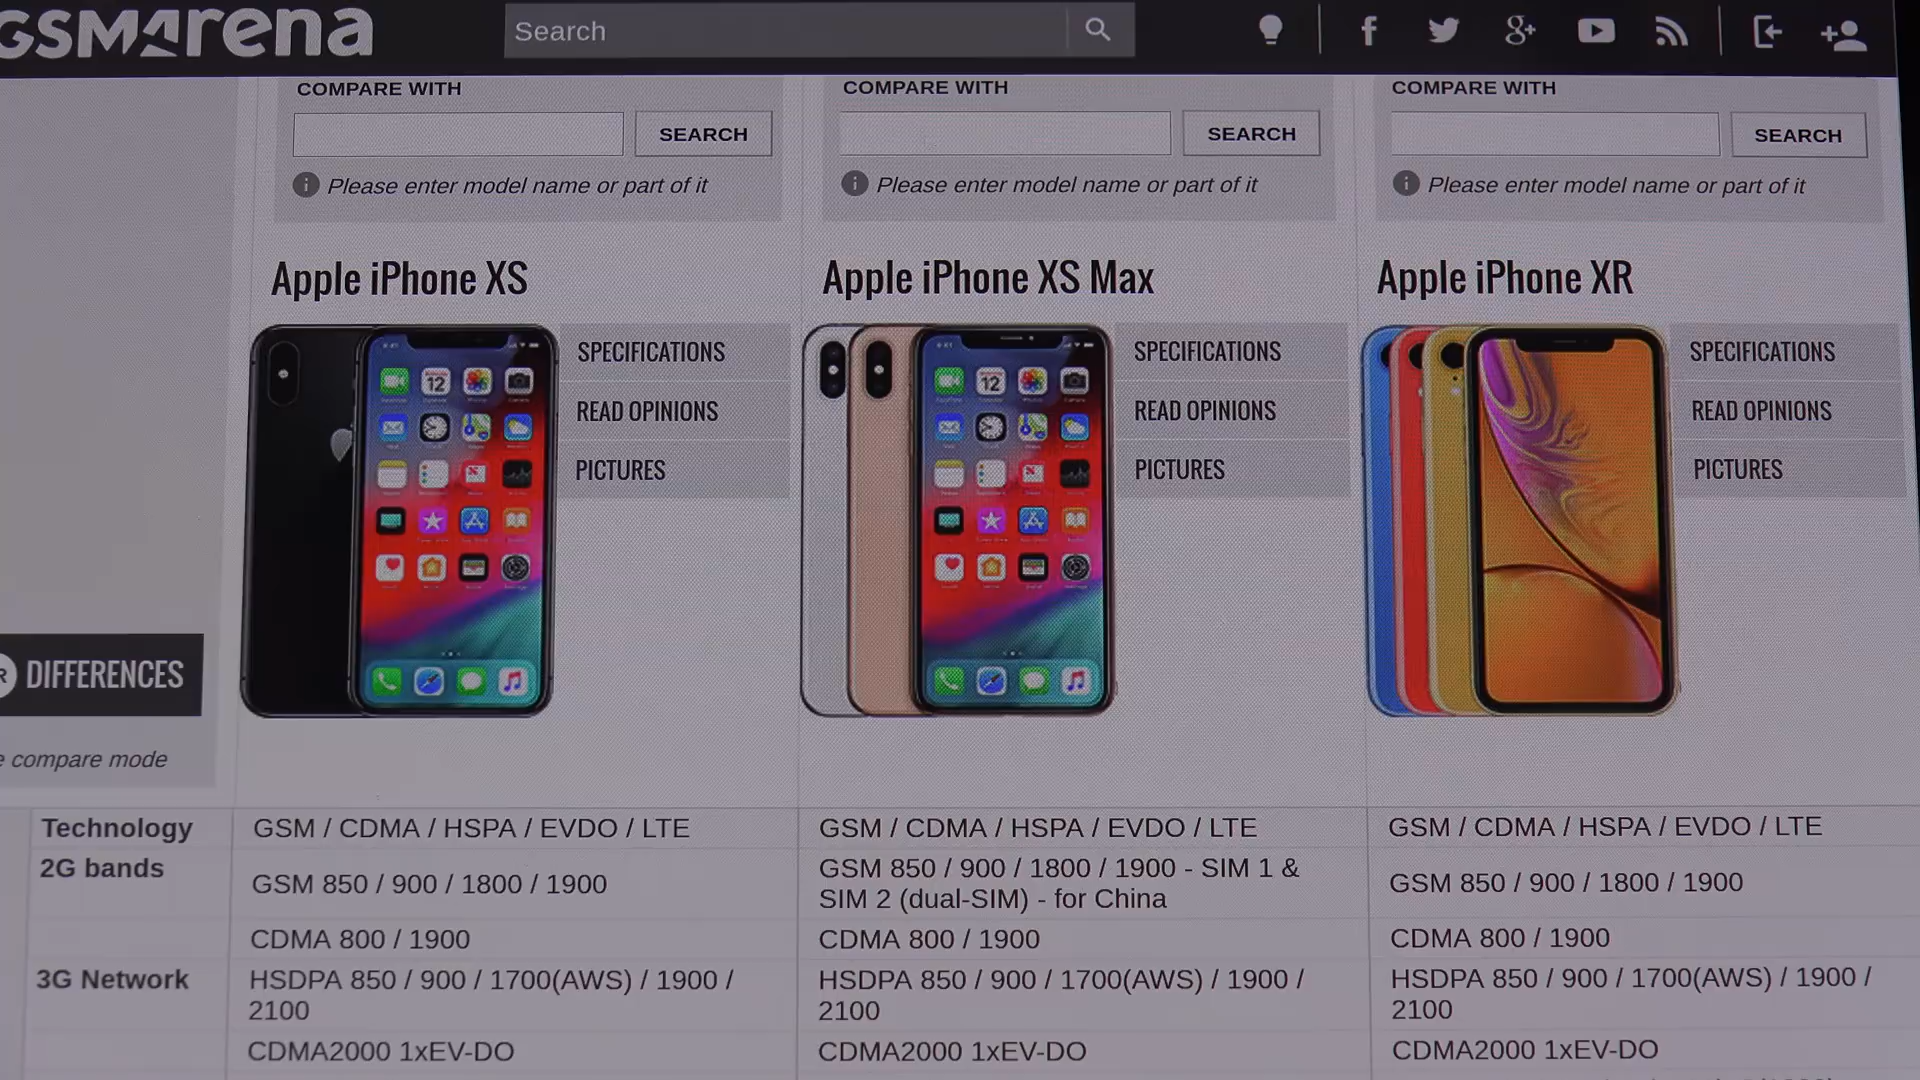 GSMArena
Search
COMPARE WITH
COMPARE WITH
COMPARE WITH
SEARCH
SEARCH
SEARCH
Please enter model name or part of it
Please enter model name or part of it
Please enter model name or part of it
Apple iPhone XS
Apple iPhone XS Max
Apple iPhone XR
SPECIFICATIONS
READ OPINIONS
PICTURES
SPECIFICATIONS
READ OPINIONS
PICTURES
SPECIFICATIONS
READ OPINIONS
PICTURES
12
12
R DIFFERENCES
compare mode
Technology
GSM / CDMA / HSPA / EVDO / LTE
GSM / CDMA / HSPA / EVDO / LTE
GSM / CDMA / HSPA / EVDO / LTE
2G bands
GSM 850 / 900 / 1800 / 1900
GSM 850 / 900 / 1800 / 1900 - SIM 1 &
SIM 2 (dual-SIM) - for China
GSM 850 / 900 / 1800 / 1900
CDMA 800 / 1900
CDMA 800 / 1900
CDMA 800 / 1900
3G Network
HSDPA 850 / 900 / 1700(AWS) / 1900 /
2100
HSDPA 850 / 900 / 1700(AWS) / 1900 /
2100
HSDPA 850 / 900 / 1700(AWS) / 1900 /
2100
CDMA2000 1xEV-DO
CDMA2000 1xEV-DO
CDMA2000 1xEV-DO